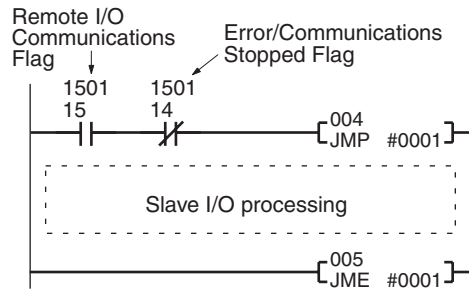 Remote I/O
Communications
Flag
Error/Communications
Stopped Flag
1501
15
1501
14
004
JMP #0001
Slave I/O processing
005
JME #0001